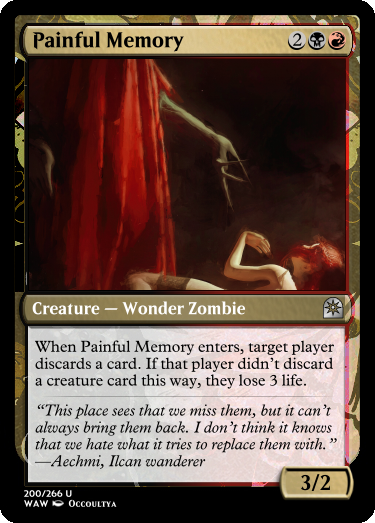 Painful Memory 2
Creature — Wonder Zombie
When Painful Memory enters, target player
discards a card. If that player didn't discard
a creature card this way, they lose 3 life.
"This place sees that we miss them, but it can't
always bring them back. I don't think it knows
that we hate what it tries to replace them with."
—Aechmi, Ilcan wanderer
3/2
200/266 U
WAW Occoultya